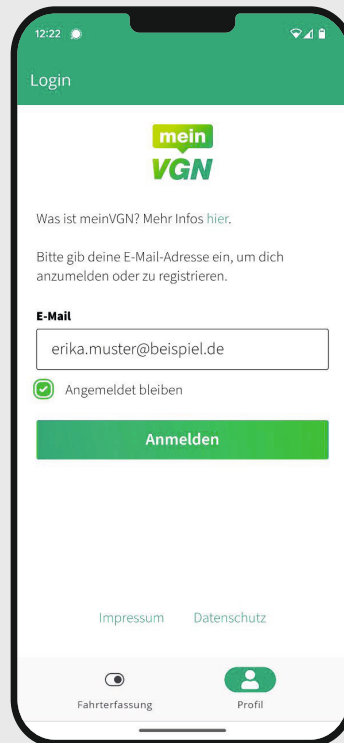 12:22
Login
mein
VGN
Was ist meinVGN? Mehr Infos hier.
Bitte gib deine E-Mail-Adresse ein, um dich
anzumelden oder zu registrieren.
E-Mail
erika.muster@beispiel.de
Angemeldet bleiben
Anmelden
Impressum Datenschutz
Fahrterfassung Profil